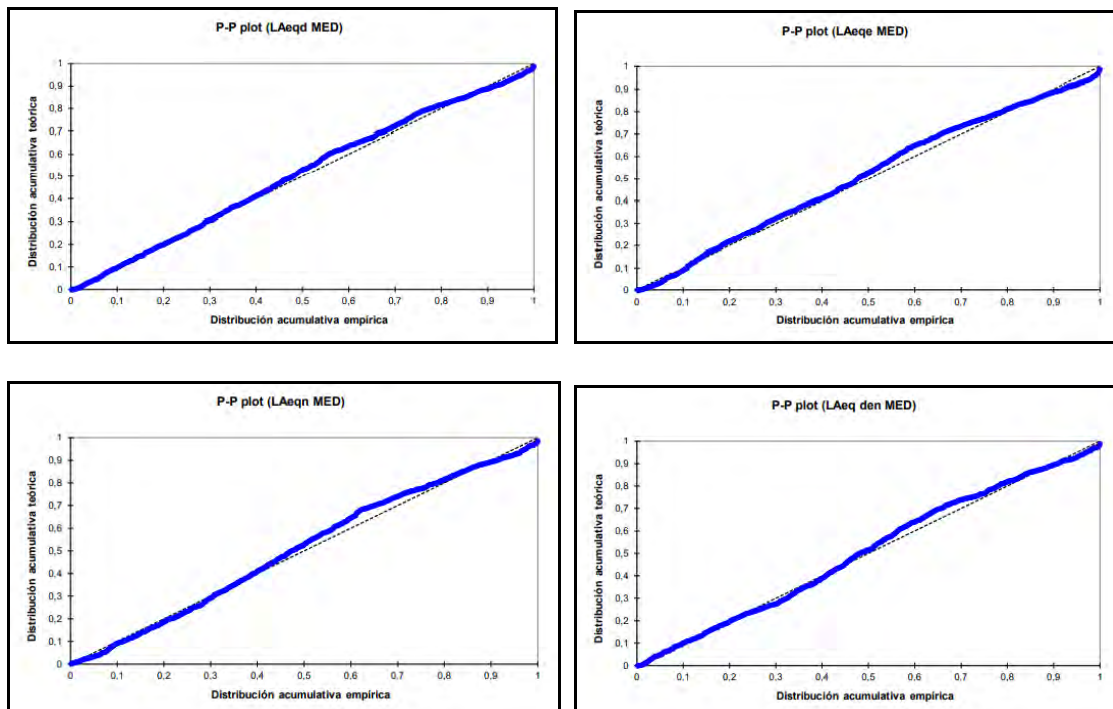 P-P plot (LAeqd MED)
Distribución acumulativa teórica
1
0,9
0,8
0,7
0,6
0,5
0,4
0,3
0,2
0,1
0
0 0,1 0,2 0,3 0,4 0,5 0,6 0,7 0,8 0,9 1
Distribución acumulativa empírica
P-P plot (LAeqe MED)
Distribución acumulativa teórica
1
0,9
0,8
0,7
0,6
0,5
0,4
0,3
0,2
0,1
0
0 0,1 0,2 0,3 0,4 0,5 0,6 0,7 0,8 0,9 1
Distribución acumulativa empírica
P-P plot (LAeqn MED)
Distribución acumulativa teórica
1
0,9
0,8
0,7
0,6
0,5
0,4
0,3
0,2
0,1
0
0 0,1 0,2 0,3 0,4 0,5 0,6 0,7 0,8 0,9 1
Distribución acumulativa empírica
P-P plot (LAeq den MED)
Distribución acumulativa teórica
1
0,9
0,8
0,7
0,6
0,5
0,4
0,3
0,2
0,1
0
0 0,1 0,2 0,3 0,4 0,5 0,6 0,7 0,8 0,9 1
Distribución acumulativa empírica